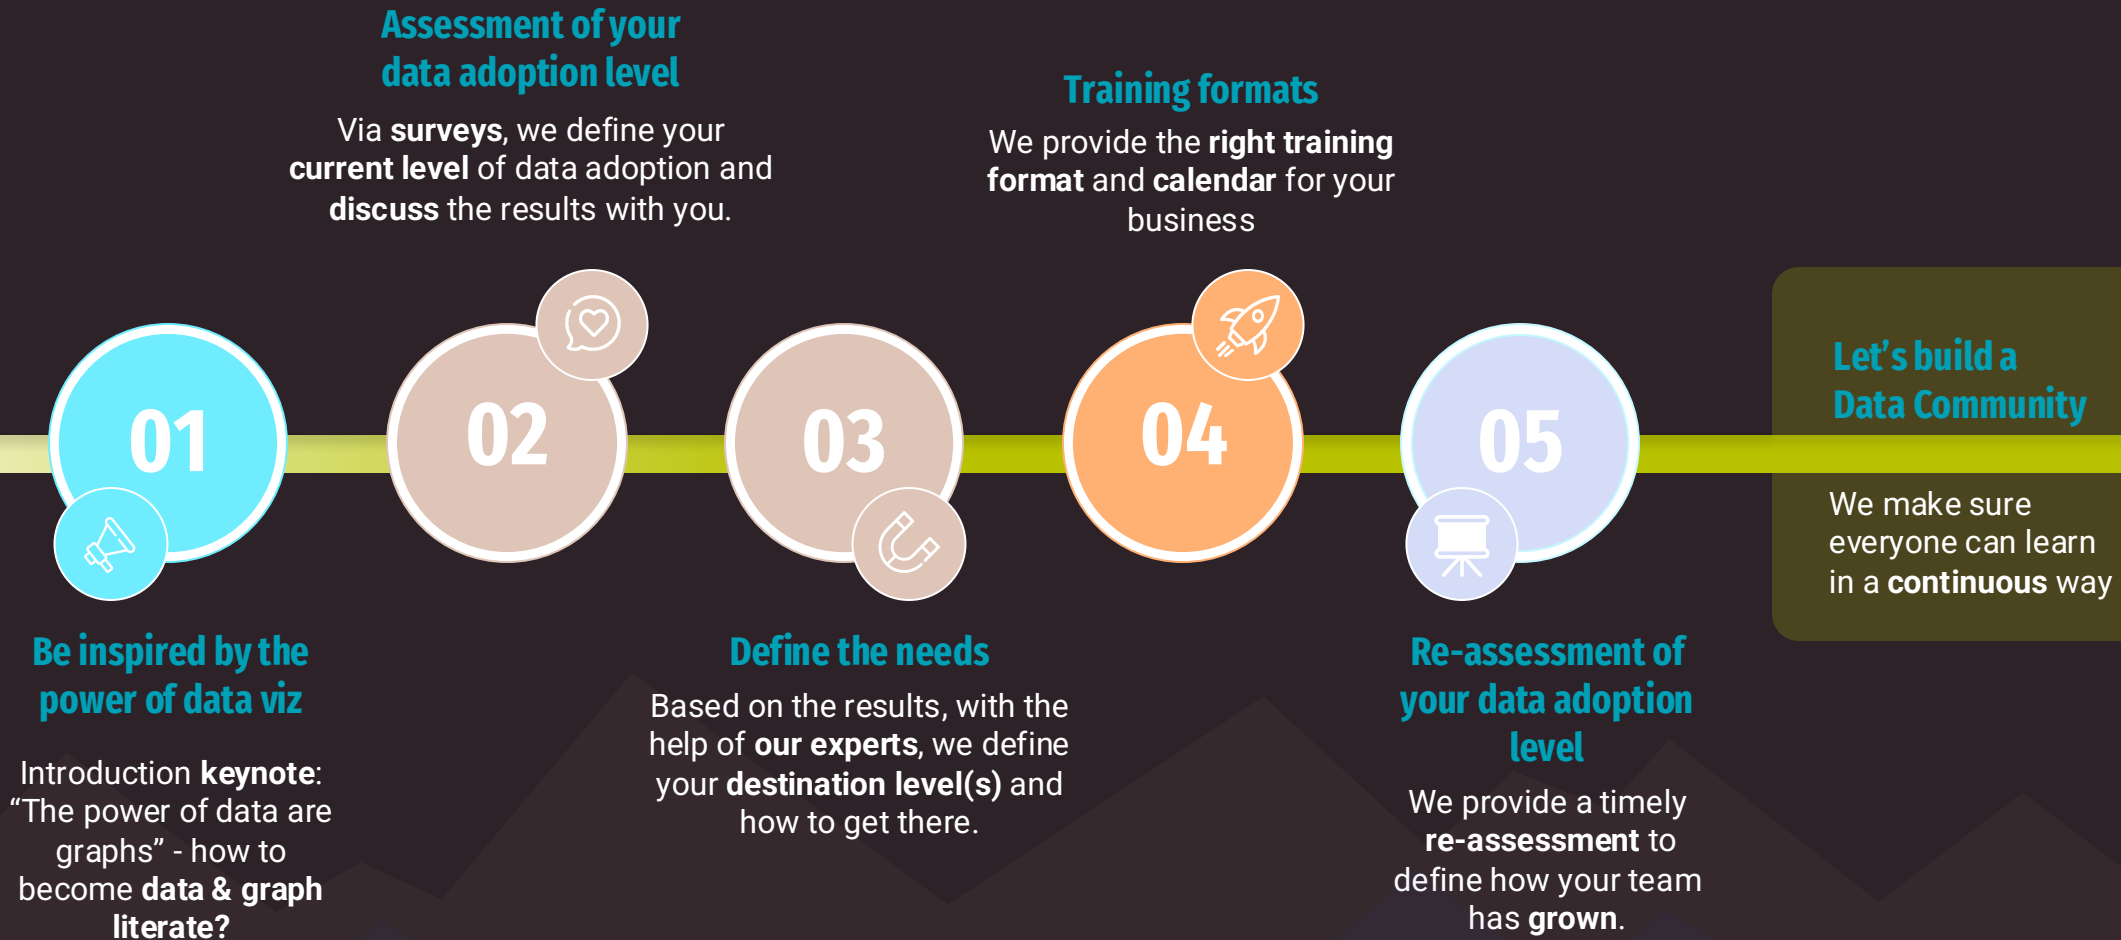 01
Be inspired by the
power of data viz
Introduction keynote:
“The power of data are
graphs” - how to
become data & graph
literate?
Assessment of your
data adoption level
Via surveys, we define your
current level of data adoption and
discuss the results with you.
02
03
Define the needs
Based on the results, with the
help of our experts, we define
your destination level(s) and
how to get there.
Training formats
We provide the right training
format and calendar for your
business
04
05
Re-assessment of
your data adoption
level
We provide a timely
re-assessment to
define how your team
has grown.
Let’s build a
Data Community
We make sure
everyone can learn
in a continuous way